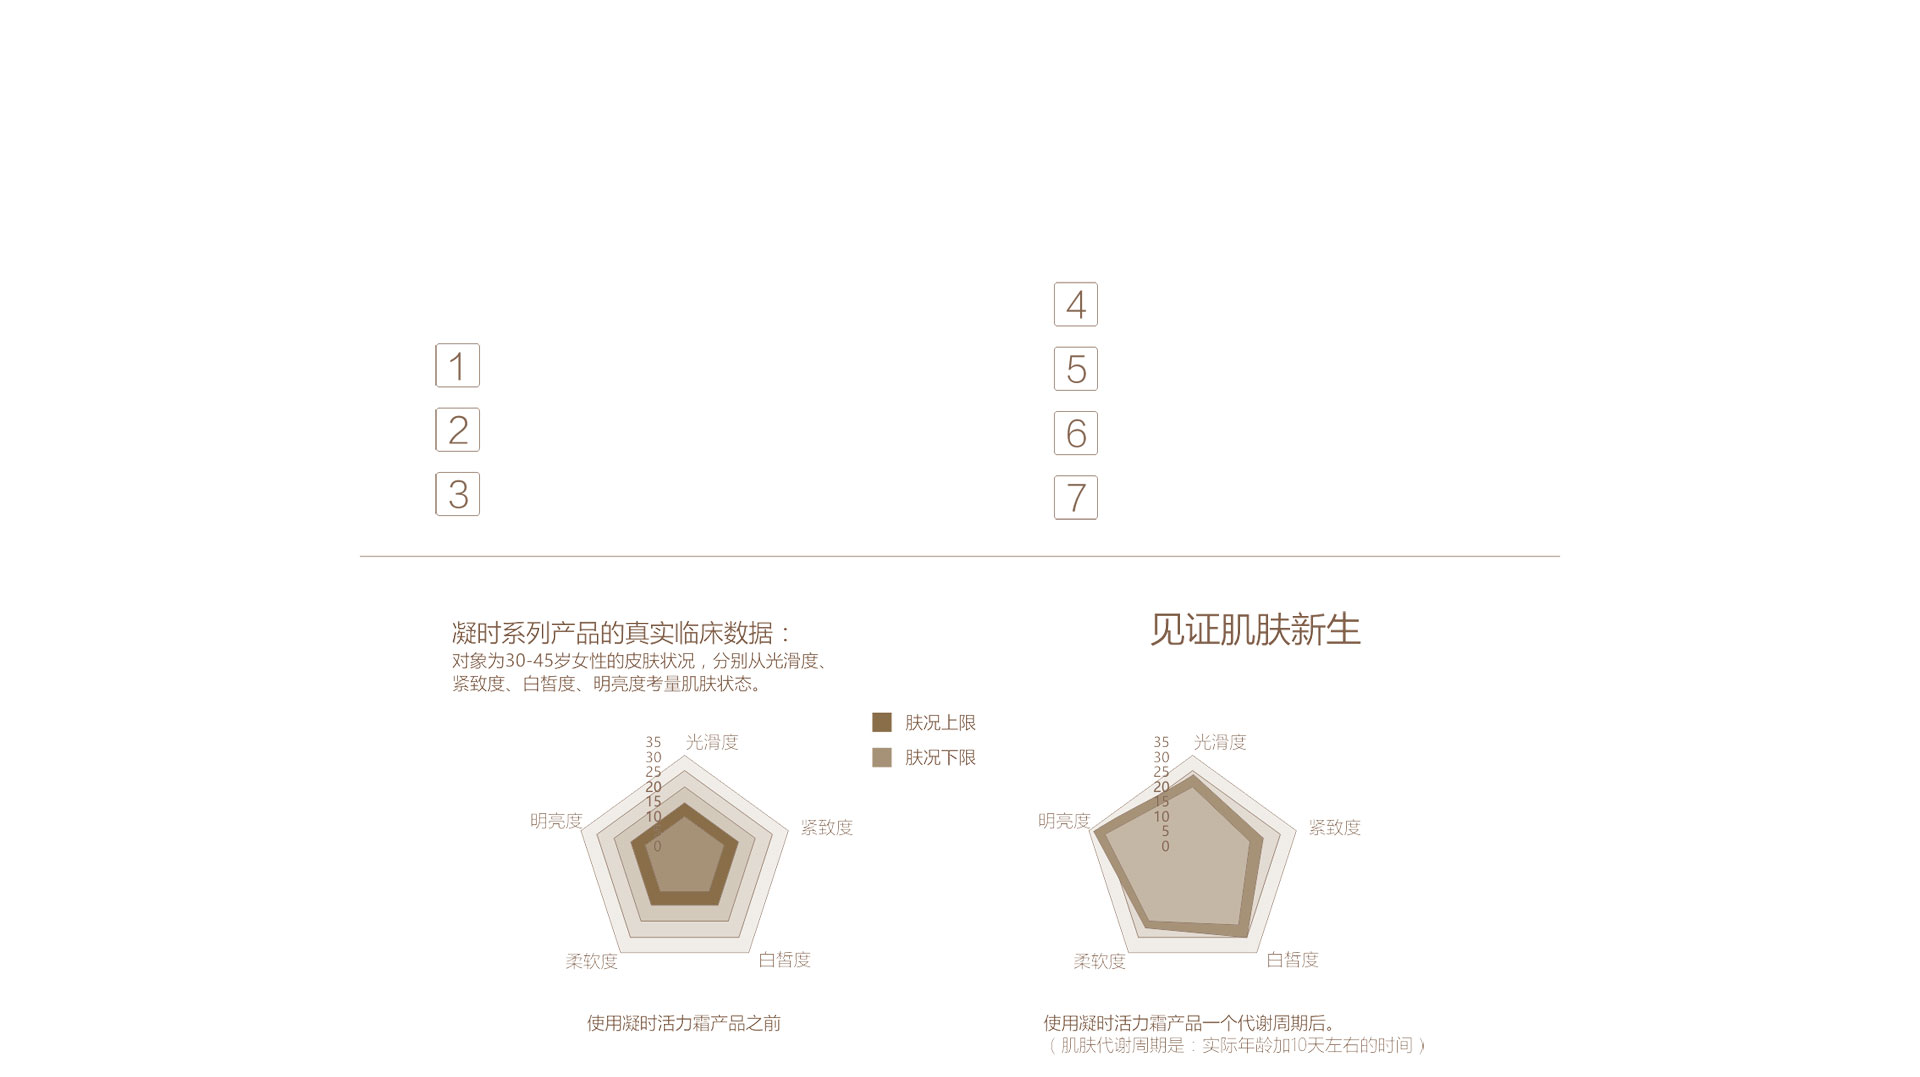 1
2
3
4
5
6
7
凝时系列产品的真实临床数据：
对象为30-45岁女性的皮肤状况，分别从光滑度、
紧致度、白皙度、明亮度考量肌肤状态。
见证肌肤新生
肤况上限
肤况下限
35
30
25
20
15
10
0
光滑度
明亮度
紧致度
柔软度
白皙度
使用凝时活力霜产品之前
35
30
25
20
15
10
5
0
光滑度
明亮度
紧致度
柔软度
白皙度
使用凝时活力霜产品一个代谢周期后。
（肌肤代谢周期是：实际年龄加10天左右的时间）